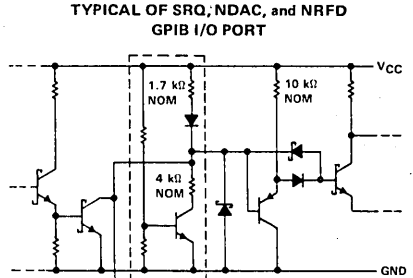 TYPICAL OF SRQ, NDAC, and NRFD
GPIB I/O PORT
VCC
1.7 kΩ
NOM
10 kΩ
NOM
4 kΩ
NOM
GND